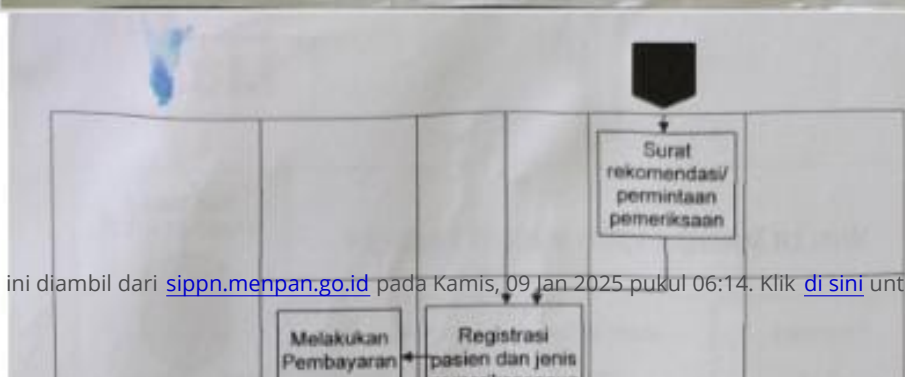 Surat
rekomendasi/
permintaan
pemeriksaan
ini diambil dari sippn.menpan.go.id pada Kamis, 09 Jan 2025 pukul 06:14. Klik di sini unt
Melakukan
Pembayaran
Registrasi
pasien dan jenis